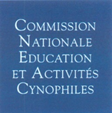 COMMISSION
NATIONALE
EDUCATION
ET ACTIVITÉS
CYNOPHILES